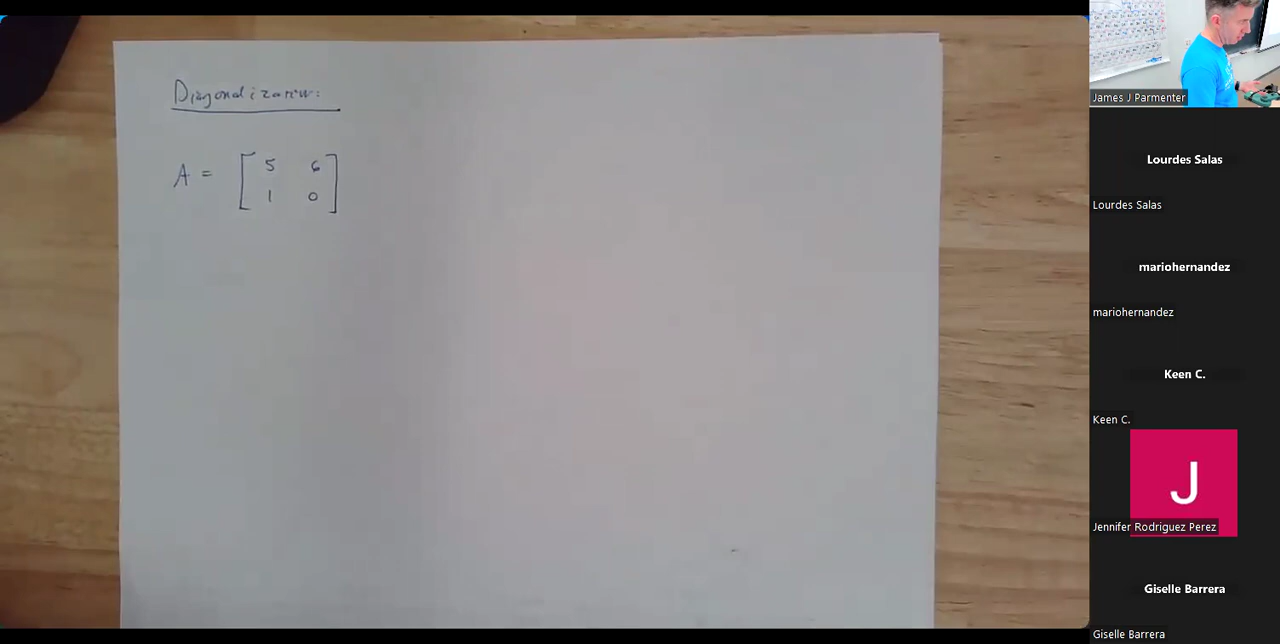 Diagonalization:
A = [ 5 6
1 0 ]
James J Parmenter
Lourdes Salas
Lourdes Salas
mariohernandez
mariohernandez
Keen C.
Keen C.
J
Jennifer Rodriguez Perez
Giselle Barrera
Giselle Barrera